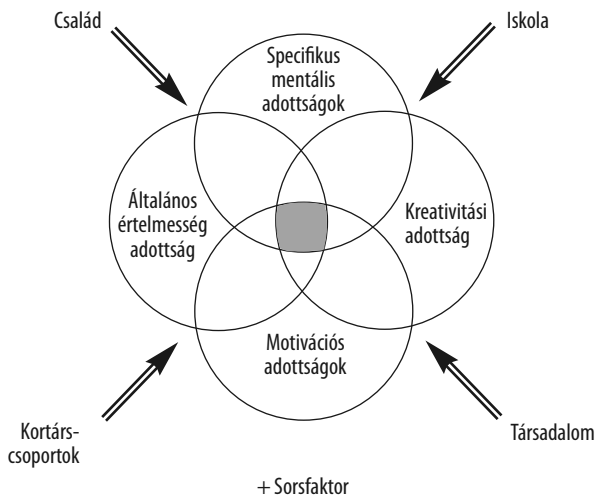 Család
Iskola
Specifikus
mentális
adottságok
Általános
értelmesség
adottság
Kreativitási
adottság
Motivációs
adottságok
Kortárs-
csoportok
Társadalom
+ Sorsfaktor